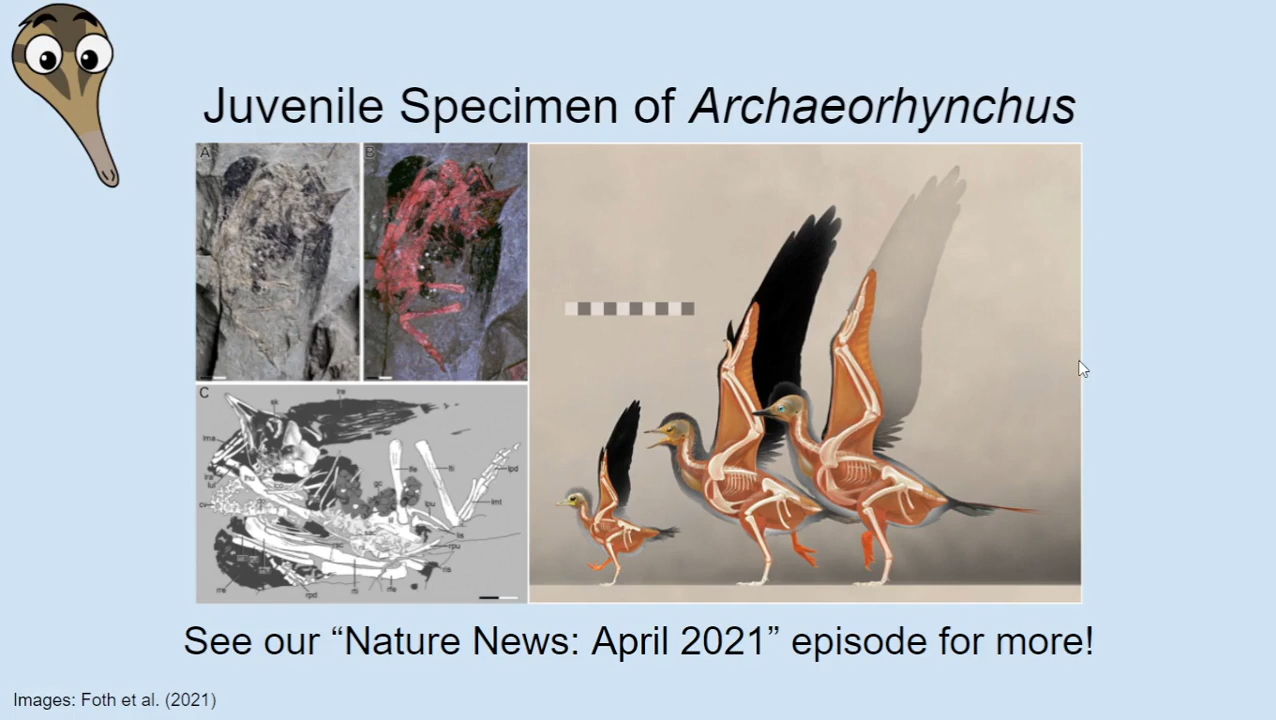 Juvenile Specimen of Archaeorhynchus
A
B
C
See our “Nature News: April 2021” episode for more!
Images: Foth et al. (2021)